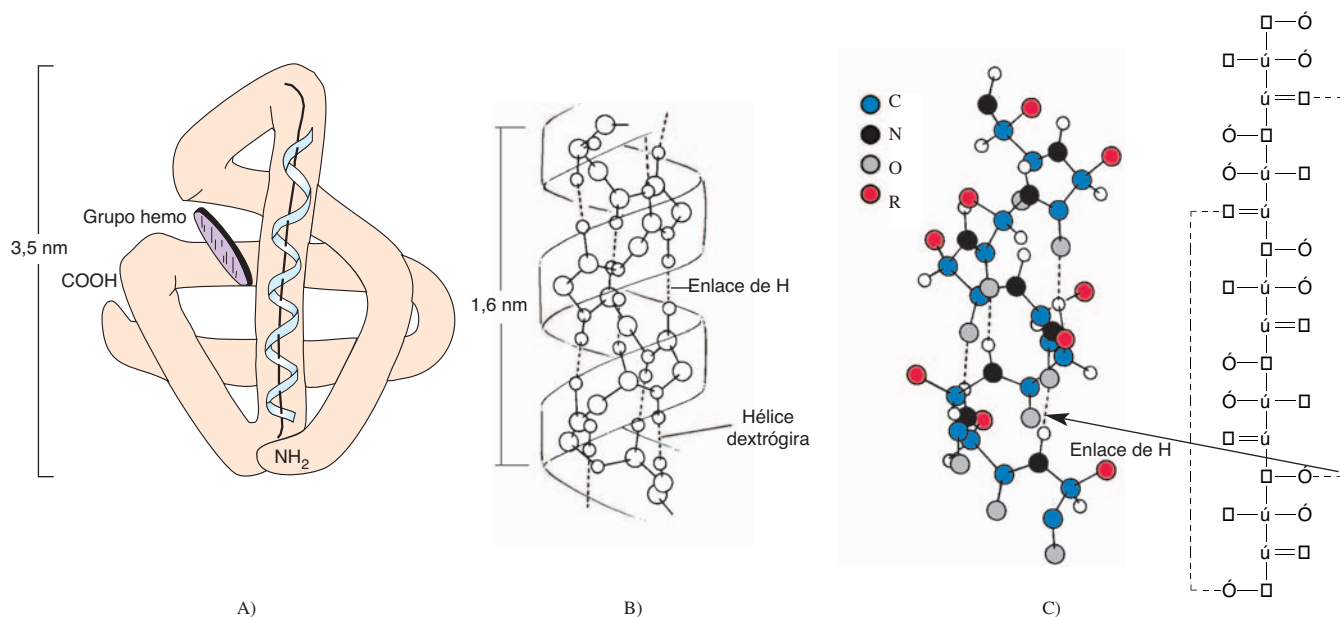 3,5 nm
Grupo hemo
COOH
NH2
A)
1,6 nm
Enlace de H
Hélice
dextrógira
B)
C
N
O
R
Enlace de H
C)
□—Ó
□—ú—Ó
ú=□
Ó—□
Ó—ú—□
□=ú
□—Ó
□—ú—Ó
ú=□
Ó—□
Ó—ú—□
□=ú
□—Ó
□—ú—Ó
ú=□
Ó—□